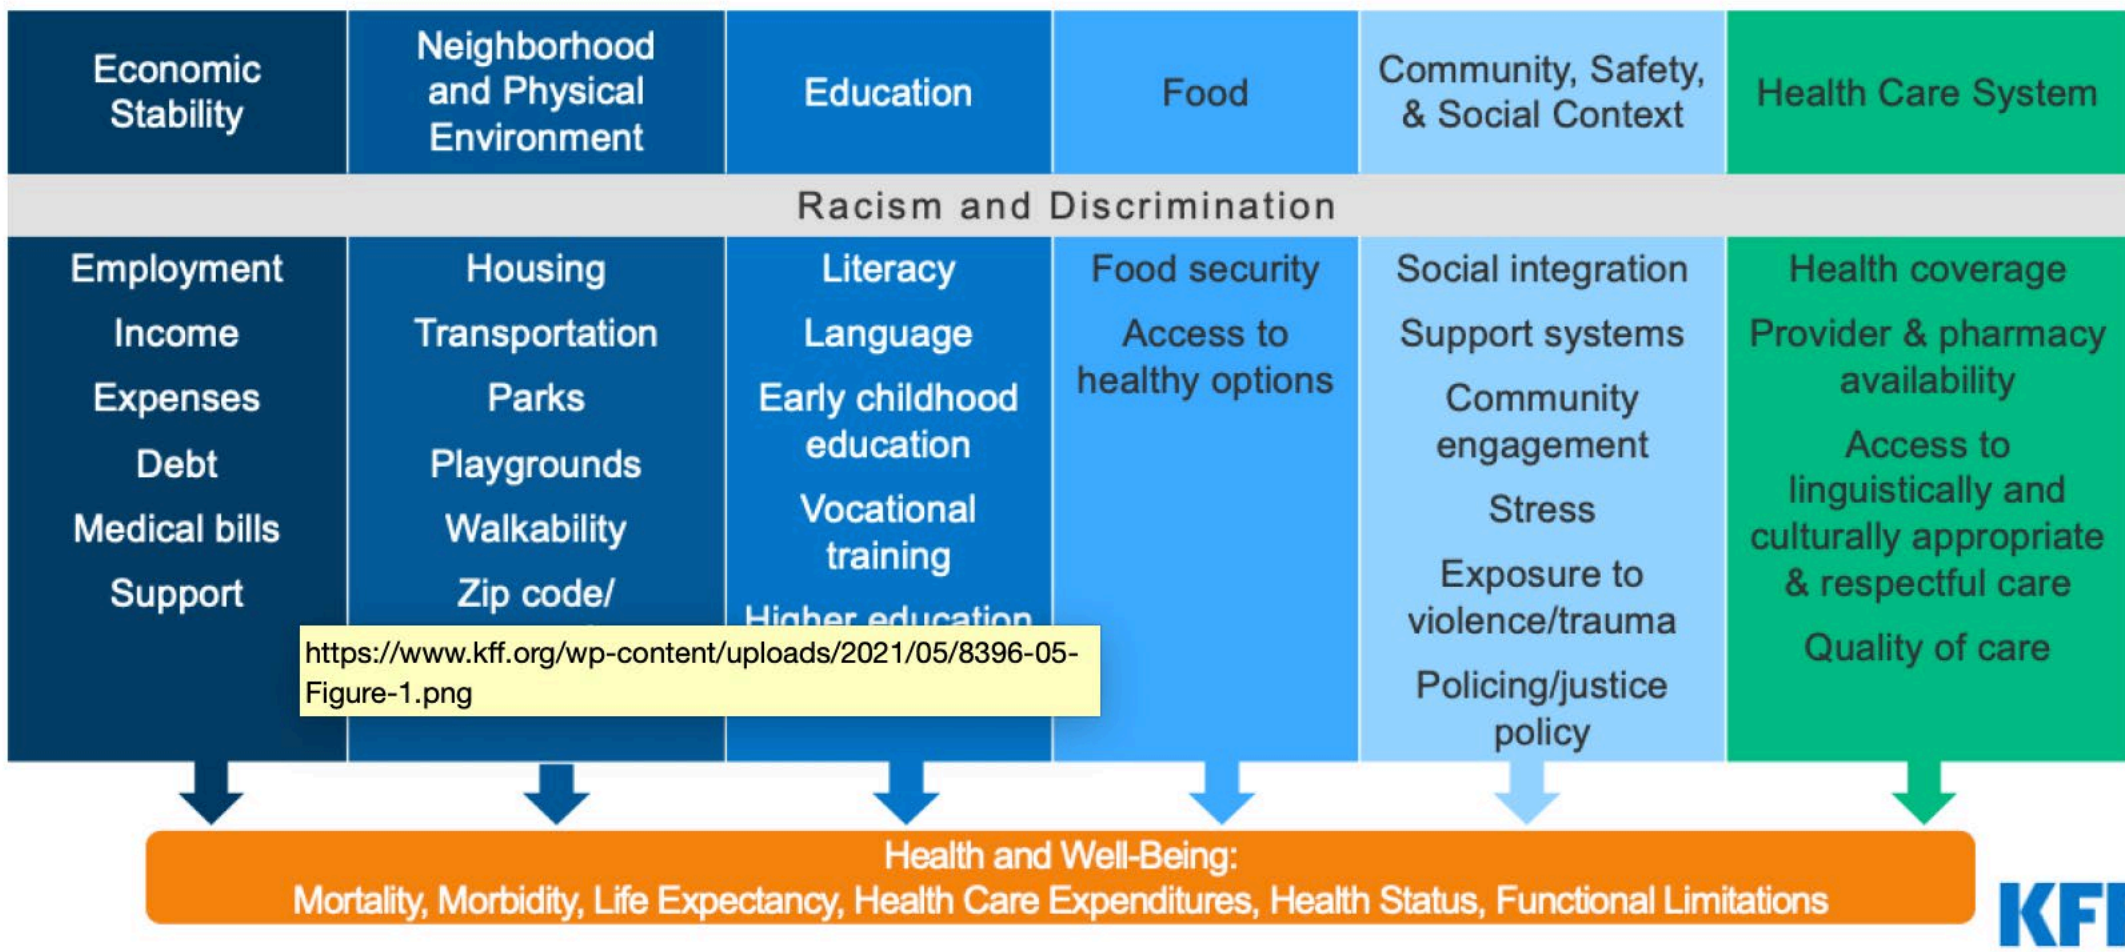 Economic
Stability
Neighborhood
and Physical
Environment
Education
Food
Community, Safety,
& Social Context
Health Care System
Racism and Discrimination
Employment
Income
Expenses
Debt
Medical bills
Support
Housing
Transportation
Parks
Playgrounds
Walkability
Zip code/
Literacy
Language
Early childhood
education
Vocational
training
Higher education
Food security
Access to
healthy options
Social integration
Support systems
Community
engagement
Stress
Exposure to
violence/trauma
Policing/justice
policy
Health coverage
Provider & pharmacy
availability
Access to
linguistically and
culturally appropriate
& respectful care
Quality of care
https://www.kff.org/wp-content/uploads/2021/05/8396-05-
Figure-1.png
Health and Well-Being:
Mortality, Morbidity, Life Expectancy, Health Care Expenditures, Health Status, Functional Limitations